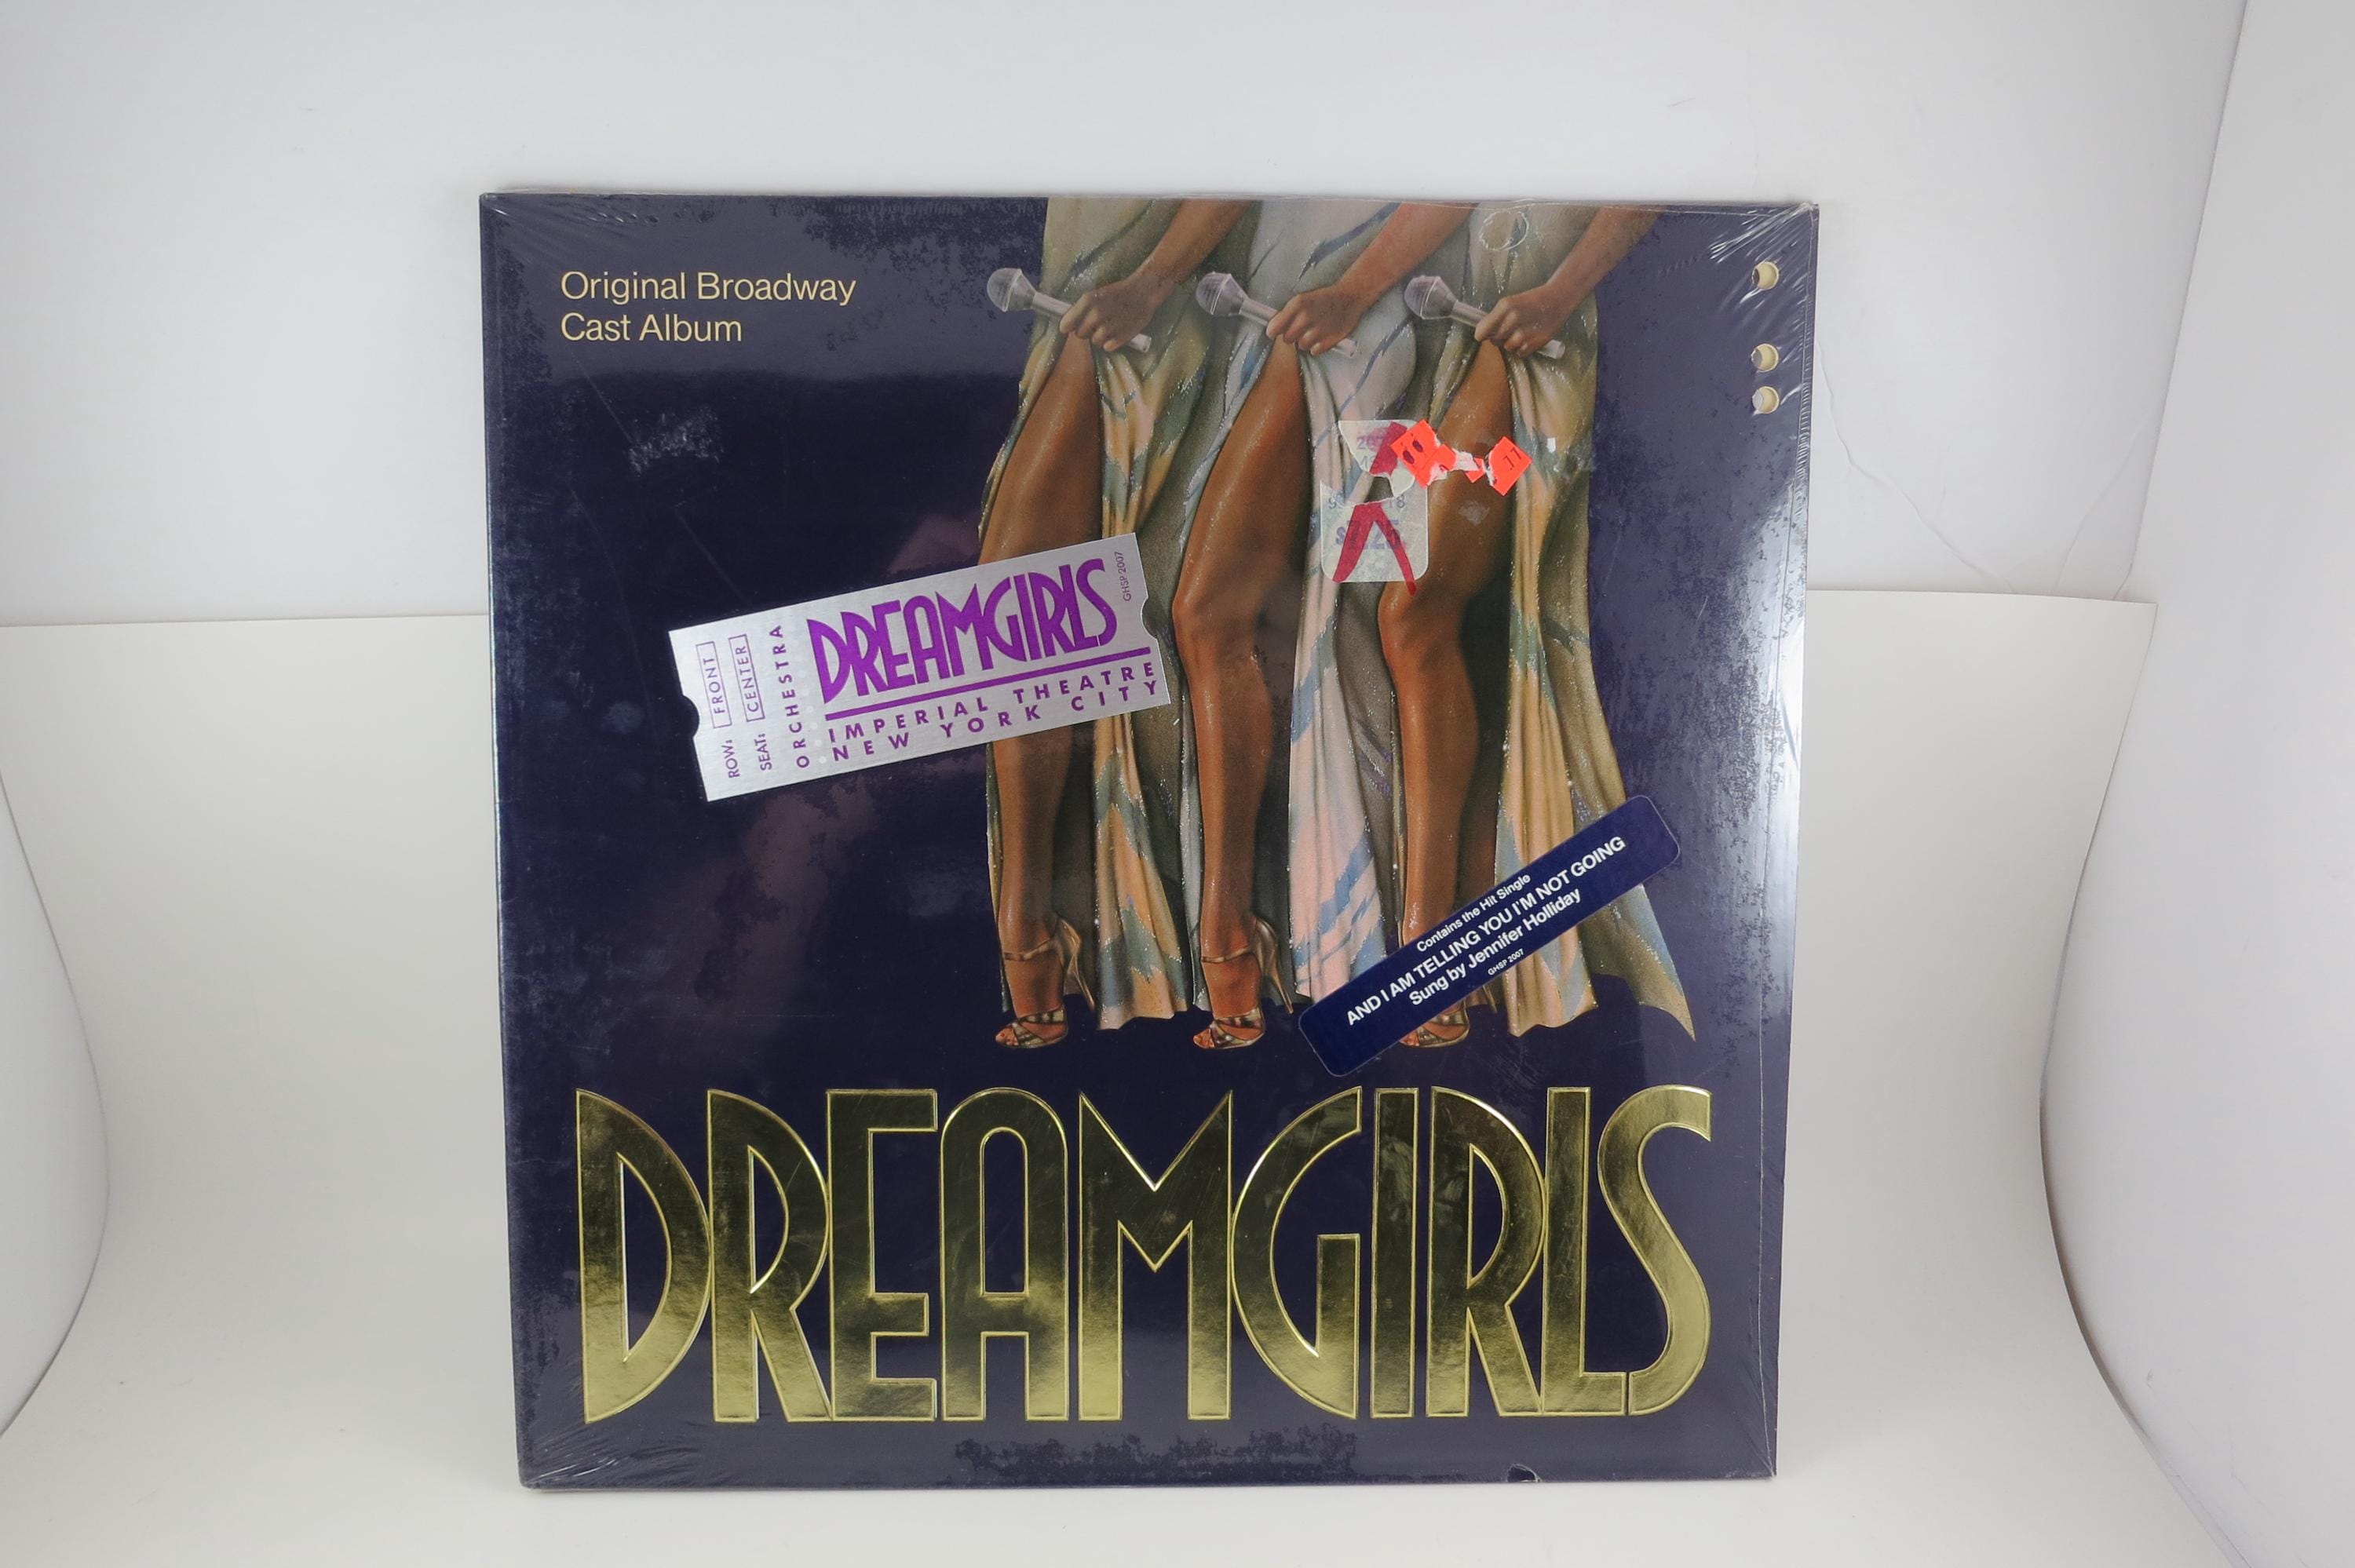 Original Broadway
Cast Album
ROW: FRONT
SEAT: CENTER
ORCHESTRA
DREAMGIRLS
IMPERIAL THEATRE
NEW YORK CITY
GHSP 2007
11
Contains the Hit Single
AND I AM TELLING YOU I'M NOT GOING
Sung by Jennifer Holliday
GHSP 2007
DREAMGIRLS